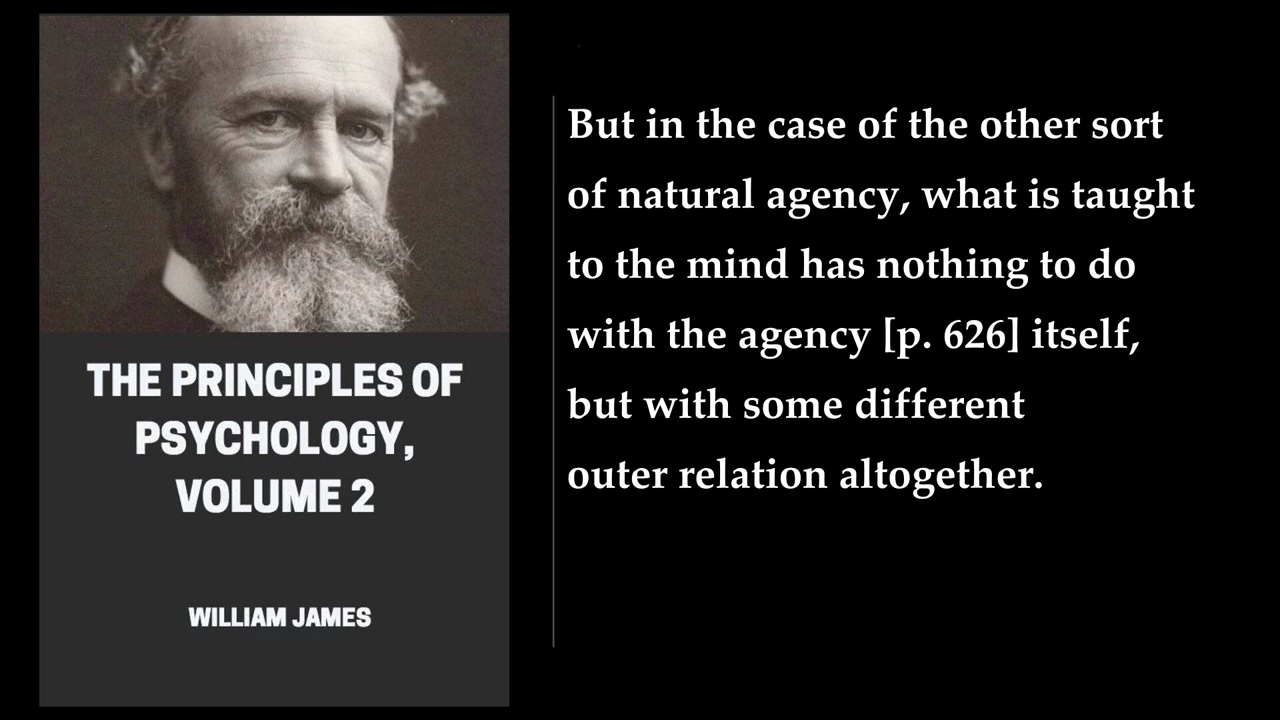 THE PRINCIPLES OF
PSYCHOLOGY,
VOLUME 2
WILLIAM JAMES
But in the case of the other sort
of natural agency, what is taught
to the mind has nothing to do
with the agency [p. 626] itself,
but with some different
outer relation altogether.